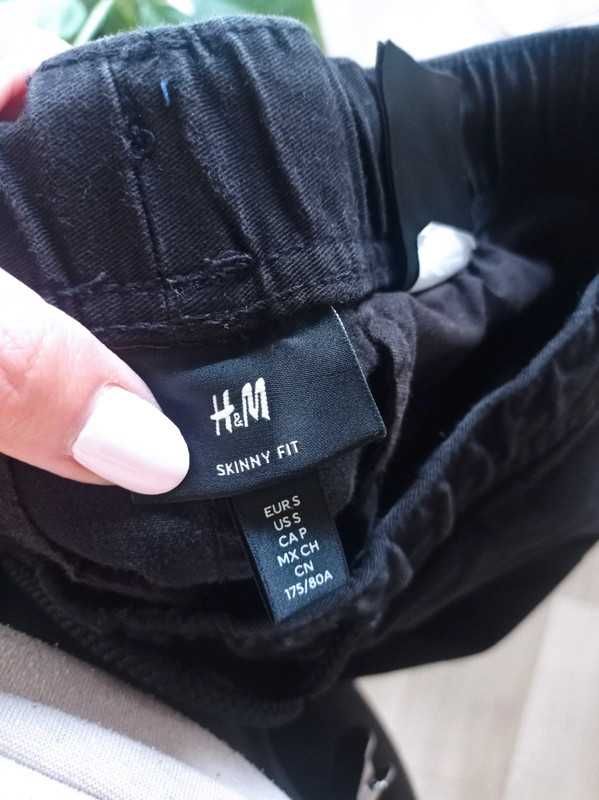 H&M
SKINNY FIT
EUR S
US S
CA P
MX CH
CN
175/80A